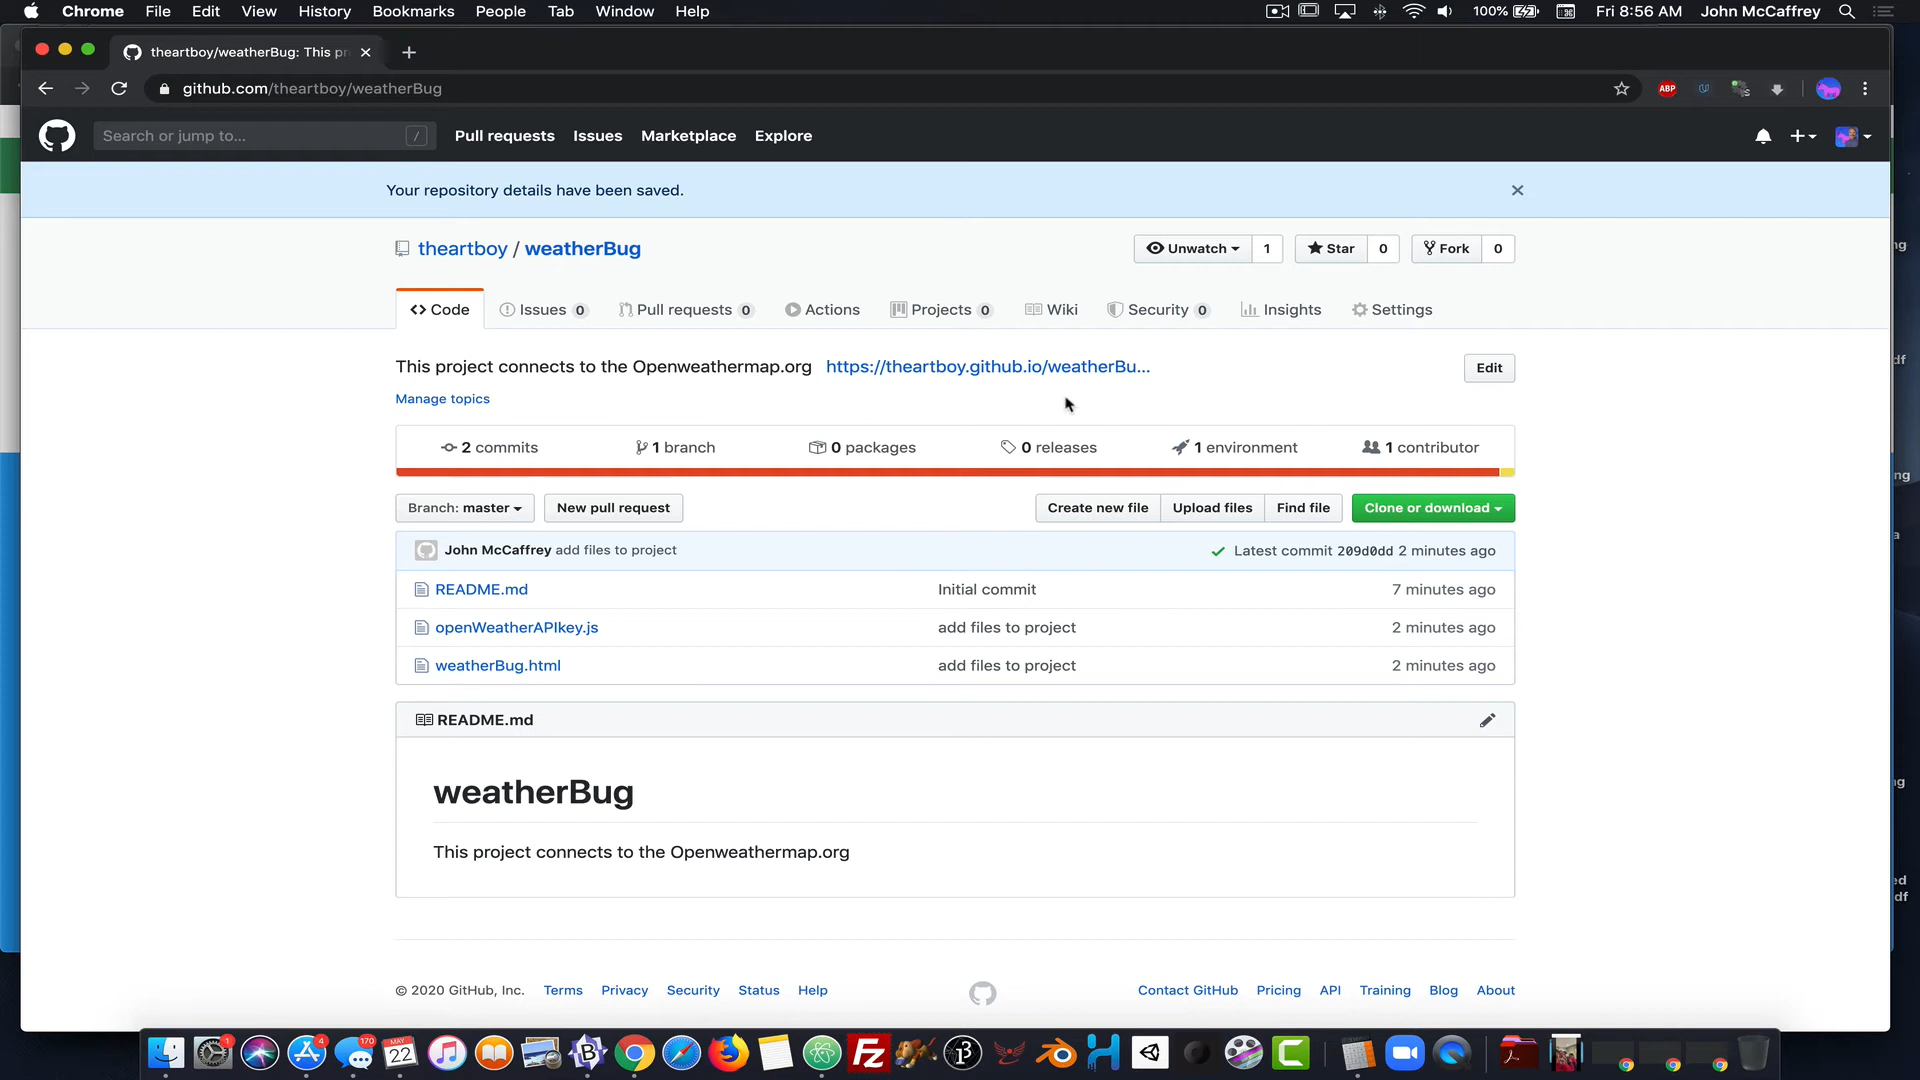 Chrome File Edit View History Bookmarks People Tab Window Help 100% Fri 8:56 AM John McCaffrey
theartboy/weatherBug: This pr
github.com/theartboy/weatherBug ABP
Search or jump to... / Pull requests Issues Marketplace Explore
Your repository details have been saved.
theartboy / weatherBug Unwatch 1 Star 0 Fork 0
Code Issues 0 Pull requests 0 Actions Projects 0 Wiki Security 0 Insights Settings
This project connects to the Openweathermap.org https://theartboy.github.io/weatherBu... Edit
Manage topics
2 commits 1 branch 0 packages 0 releases 1 environment 1 contributor
Branch: master New pull request Create new file Upload files Find file Clone or download
John McCaffrey add files to project Latest commit 209d0dd 2 minutes ago
README.md Initial commit 7 minutes ago
openWeatherAPIkey.js add files to project 2 minutes ago
weatherBug.html add files to project 2 minutes ago
README.md
weatherBug
This project connects to the Openweathermap.org
© 2020 GitHub, Inc. Terms Privacy Security Status Help Contact GitHub Pricing API Training Blog About
1 4 170 MAY 22 B Fz P C